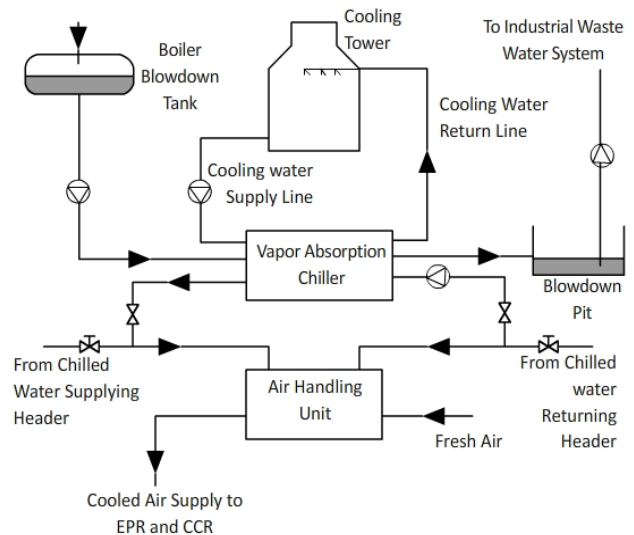 Boiler
Blowdown
Tank
Cooling
Tower
To Industrial Waste
Water System
Cooling Water
Return Line
Cooling water
Supply Line
Vapor Absorption
Chiller
Blowdown
Pit
From Chilled
Water Supplying
Header
Air Handling
Unit
From Chilled
water
Returning
Header
Fresh Air
Cooled Air Supply to
EPR and CCR